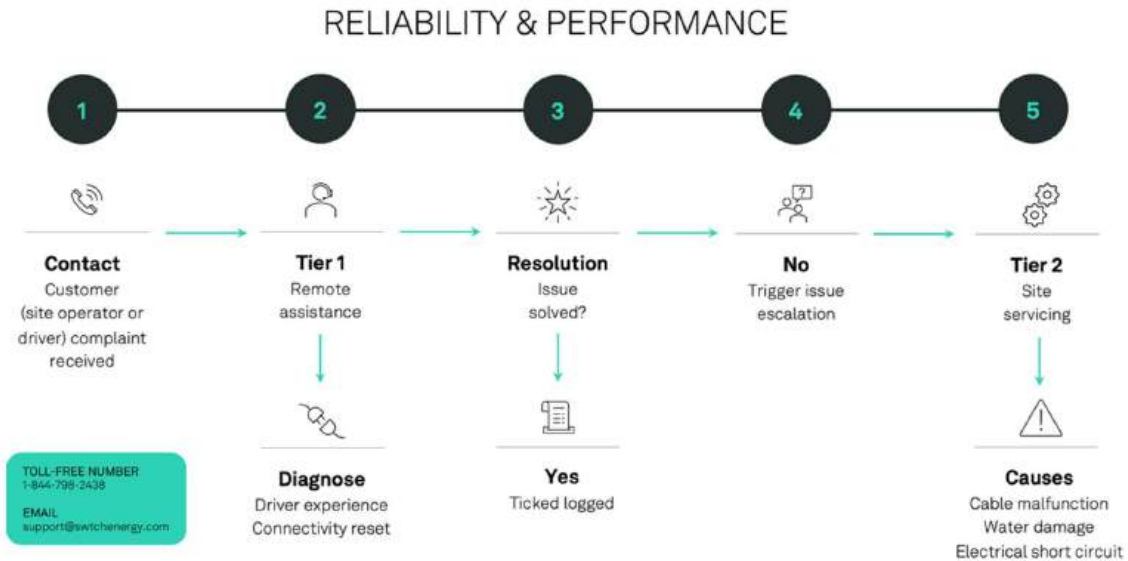 RELIABILITY & PERFORMANCE
1
2
3
4
5
?
Contact
Customer
(site operator or
driver) complaint
received
Tier 1
Remote
assistance
Resolution
Issue
solved?
No
Trigger issue
escalation
Tier 2
Site
servicing
TOLL-FREE NUMBER
1-844-798-2438
EMAIL
support@swtchenergy.com
Diagnose
Driver experience
Connectivity reset
Yes
Ticked logged
Causes
Cable malfunction
Water damage
Electrical short circuit